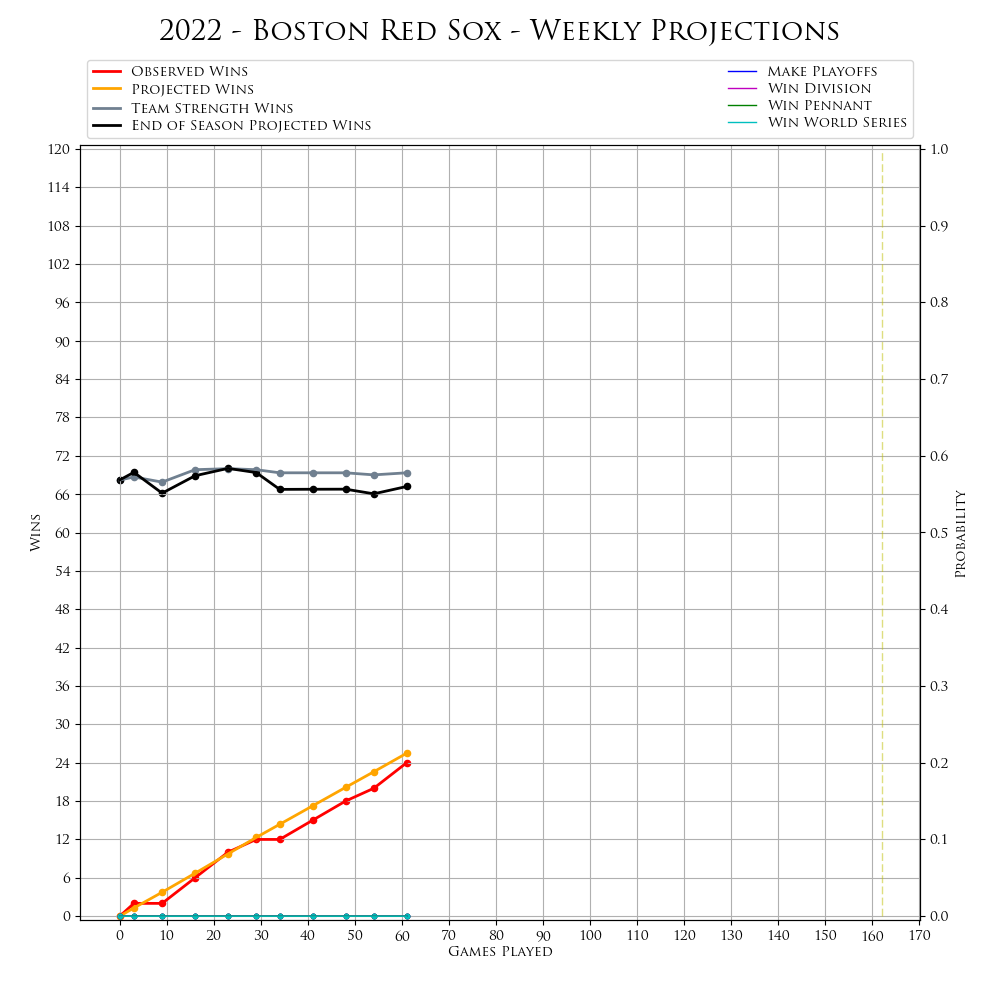 2022 - Boston Red Sox - Weekly Projections
Observed Wins
Projected Wins
Team Strength Wins
End of Season Projected Wins
Make Playoffs
Win Division
Win Pennant
Win World Series
120
114
108
102
96
90
84
78
72
66
60
54
48
42
36
30
24
18
12
6
0
Wins
1.0
0.9
0.8
0.7
0.6
0.5
0.4
0.3
0.2
0.1
0.0
Probability
0 10 20 30 40 50 60 70 80 90 100 110 120 130 140 150 160 170
Games Played